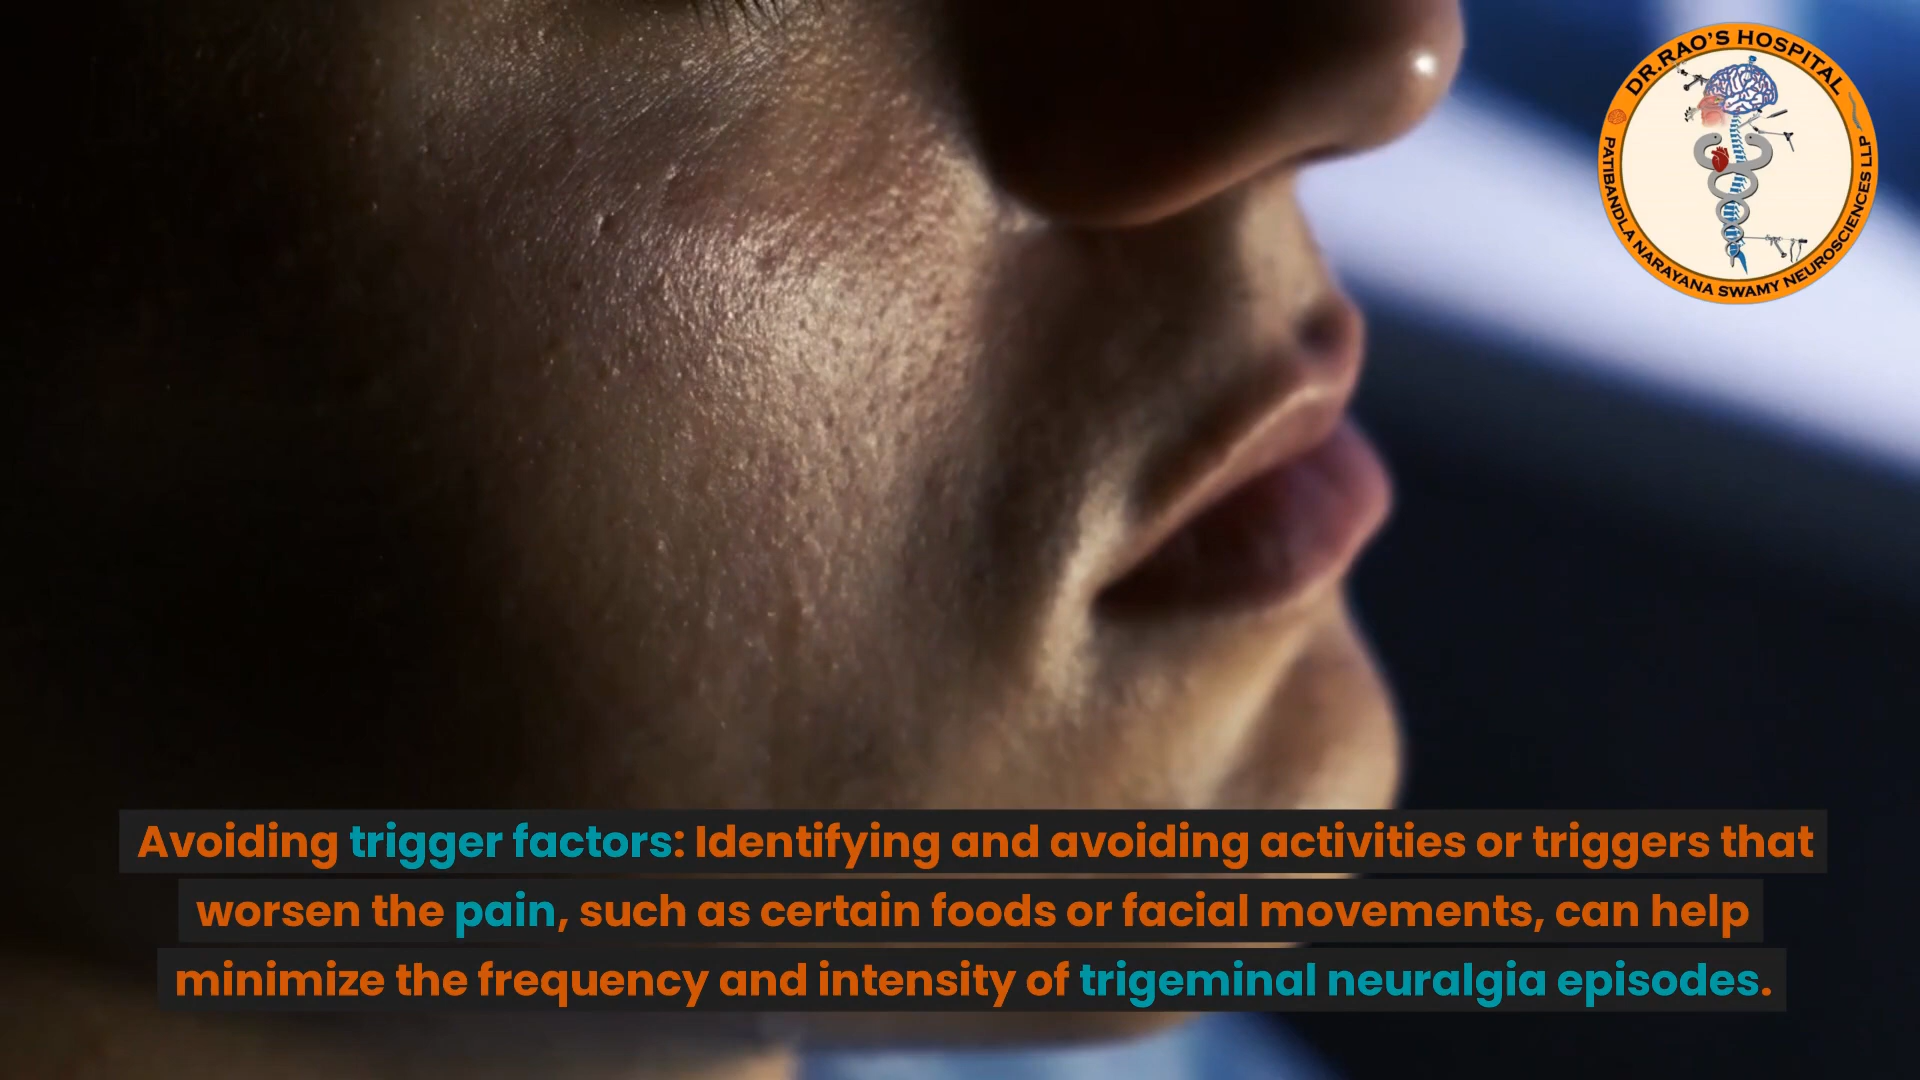 DR.RAO'S HOSPITAL
PATIBANDLA NARAYANA SWAMY NEUROSCIENCES LLP
Avoiding trigger factors: Identifying and avoiding activities or triggers that
worsen the pain, such as certain foods or facial movements, can help
minimize the frequency and intensity of trigeminal neuralgia episodes.